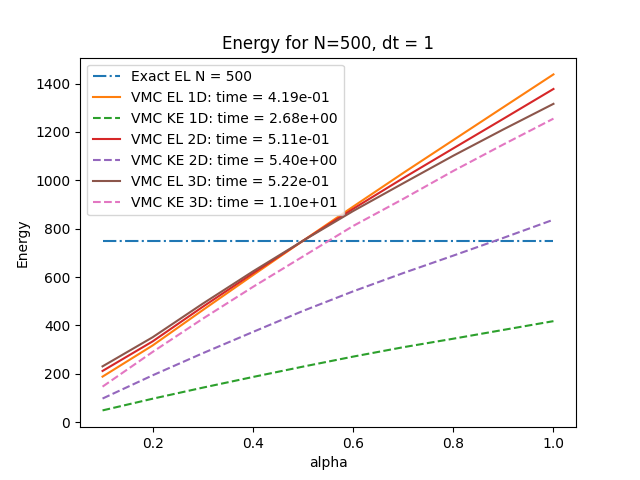 Energy for N=500, dt = 1
Exact EL N = 500
VMC EL 1D: time = 4.19e-01
VMC KE 1D: time = 2.68e+00
VMC EL 2D: time = 5.11e-01
VMC KE 2D: time = 5.40e+00
VMC EL 3D: time = 5.22e-01
VMC KE 3D: time = 1.10e+01
Energy
1400
1200
1000
800
600
400
200
0
0.2 0.4 0.6 0.8 1.0
alpha